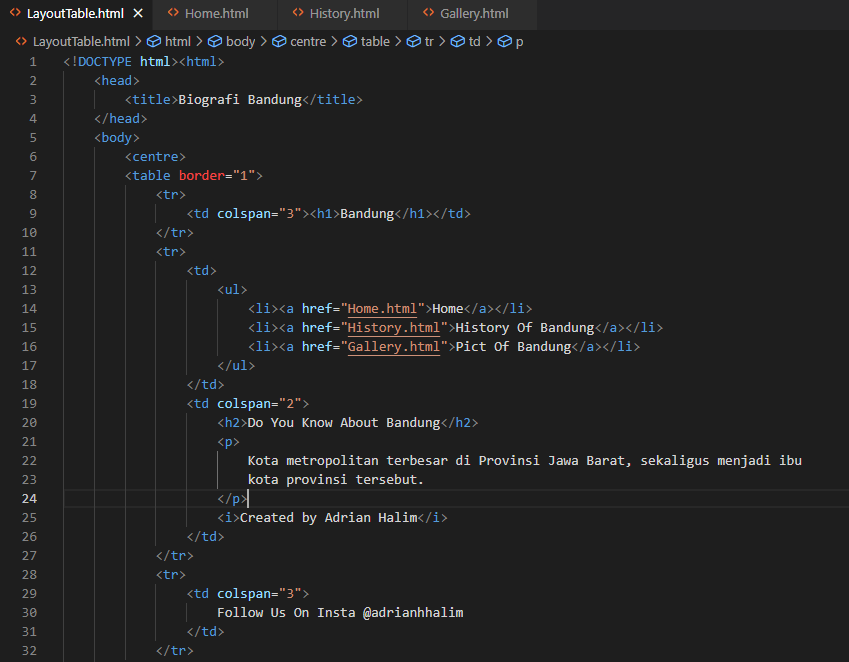 LayoutTable.html Home.html History.html Gallery.html
LayoutTable.html > html > body > centre > table > tr > td > p
1 <!DOCTYPE html><html>
2 <head>
3 <title>Biografi Bandung</title>
4 </head>
5 <body>
6 <centre>
7 <table border="1">
8 <tr>
9 <td colspan="3"><h1>Bandung</h1></td>
10 </tr>
11 <tr>
12 <td>
13 <ul>
14 <li><a href="Home.html">Home</a></li>
15 <li><a href="History.html">History Of Bandung</a></li>
16 <li><a href="Gallery.html">Pict Of Bandung</a></li>
17 </ul>
18 </td>
19 <td colspan="2">
20 <h2>Do You Know About Bandung</h2>
21 <p>
22 Kota metropolitan terbesar di Provinsi Jawa Barat, sekaligus menjadi ibu
23 kota provinsi tersebut.
24 </p>
25 <i>Created by Adrian Halim</i>
26 </td>
27 </tr>
28 <tr>
29 <td colspan="3">
30 Follow Us On Insta @adrianhhalim
31 </td>
32 </tr>